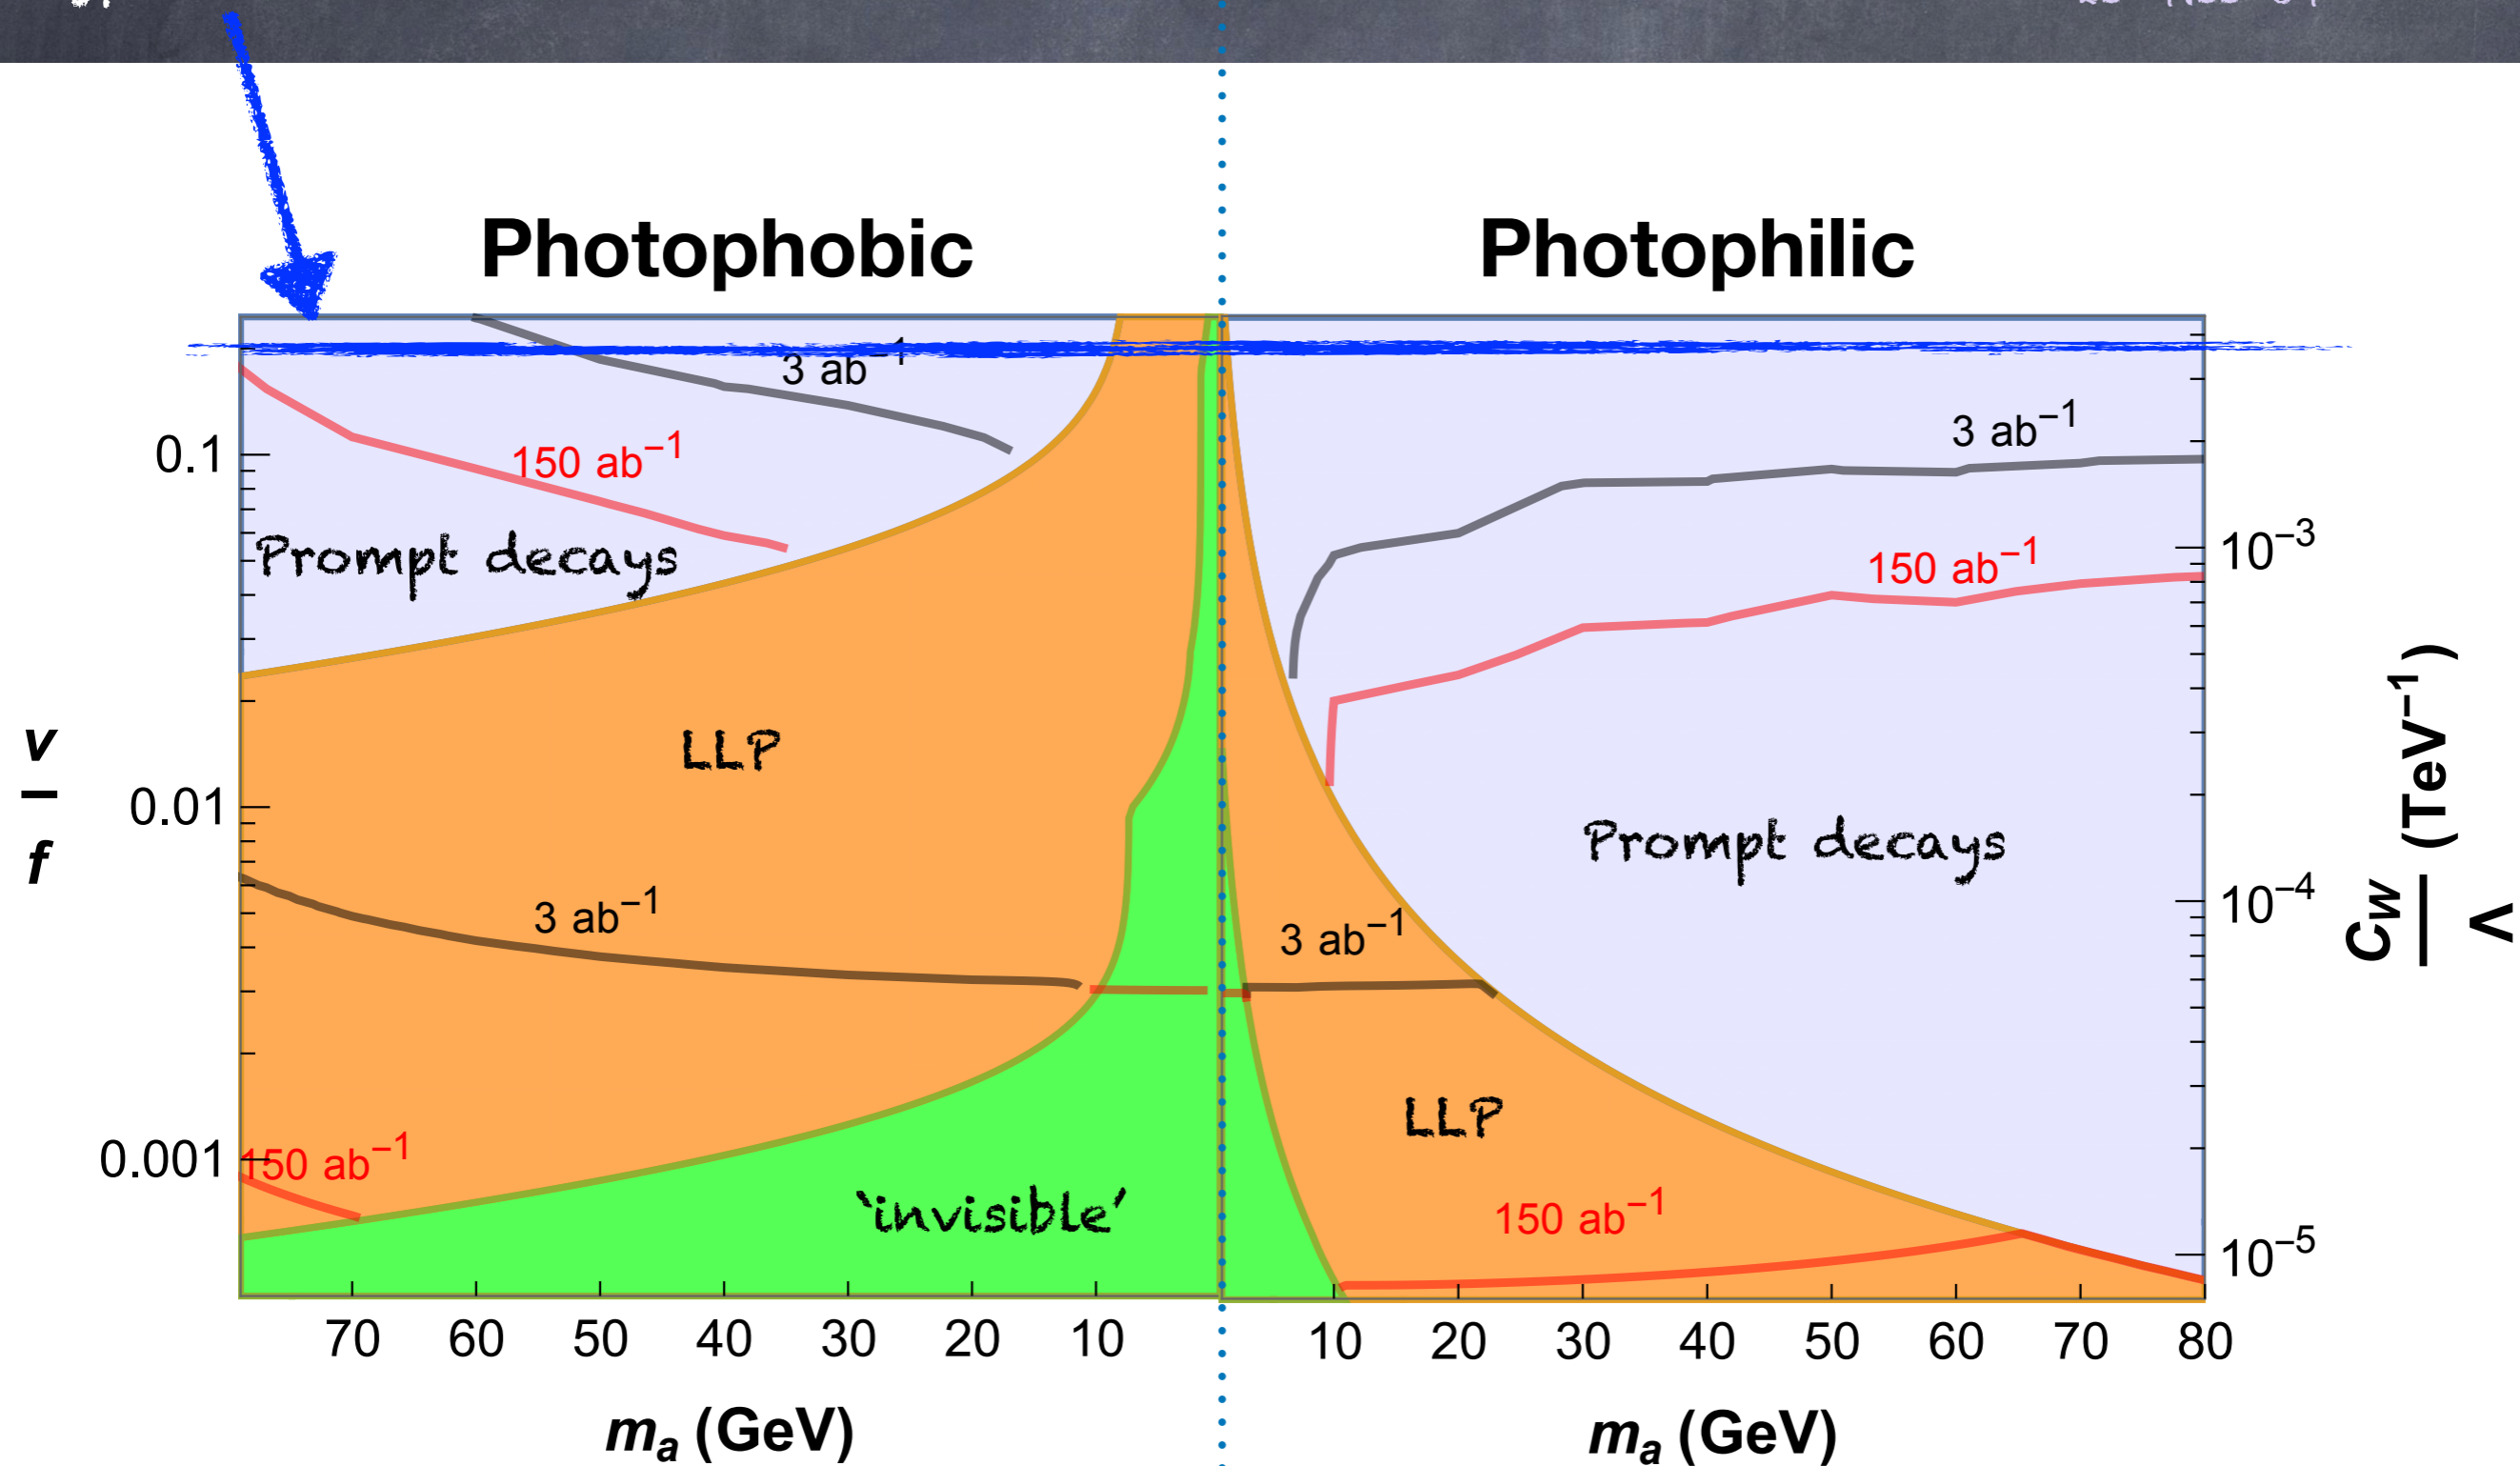 Photophobic
Photophilic
3 ab⁻¹
3 ab⁻¹
0.1
150 ab⁻¹
10⁻³
150 ab⁻¹
Prompt decays
LLP
v
f
0.01
Prompt decays
10⁻⁴
C_W
Λ
(TeV⁻¹)
3 ab⁻¹
3 ab⁻¹
LLP
0.001
150 ab⁻¹
'invisible'
150 ab⁻¹
10⁻⁵
70 60 50 40 30 20 10
10 20 30 40 50 60 70 80
mₐ (GeV)
mₐ (GeV)